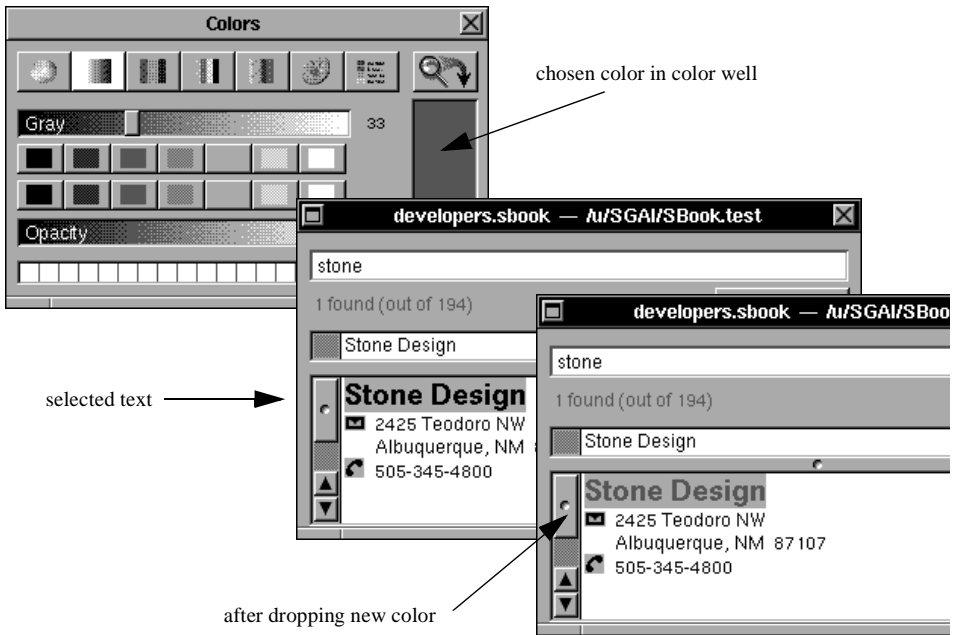 Colors
chosen color in color well
Gray
33
Opacity
developers.sbook — /u/SGAI/SBook.test
stone
1 found (out of 194)
Stone Design
selected text
Stone Design
2425 Teodoro NW
Albuquerque, NM
505-345-4800
developers.sbook — /u/SGAI/SBoo
stone
1 found (out of 194)
Stone Design
Stone Design
2425 Teodoro NW
Albuquerque, NM 87107
505-345-4800
after dropping new color